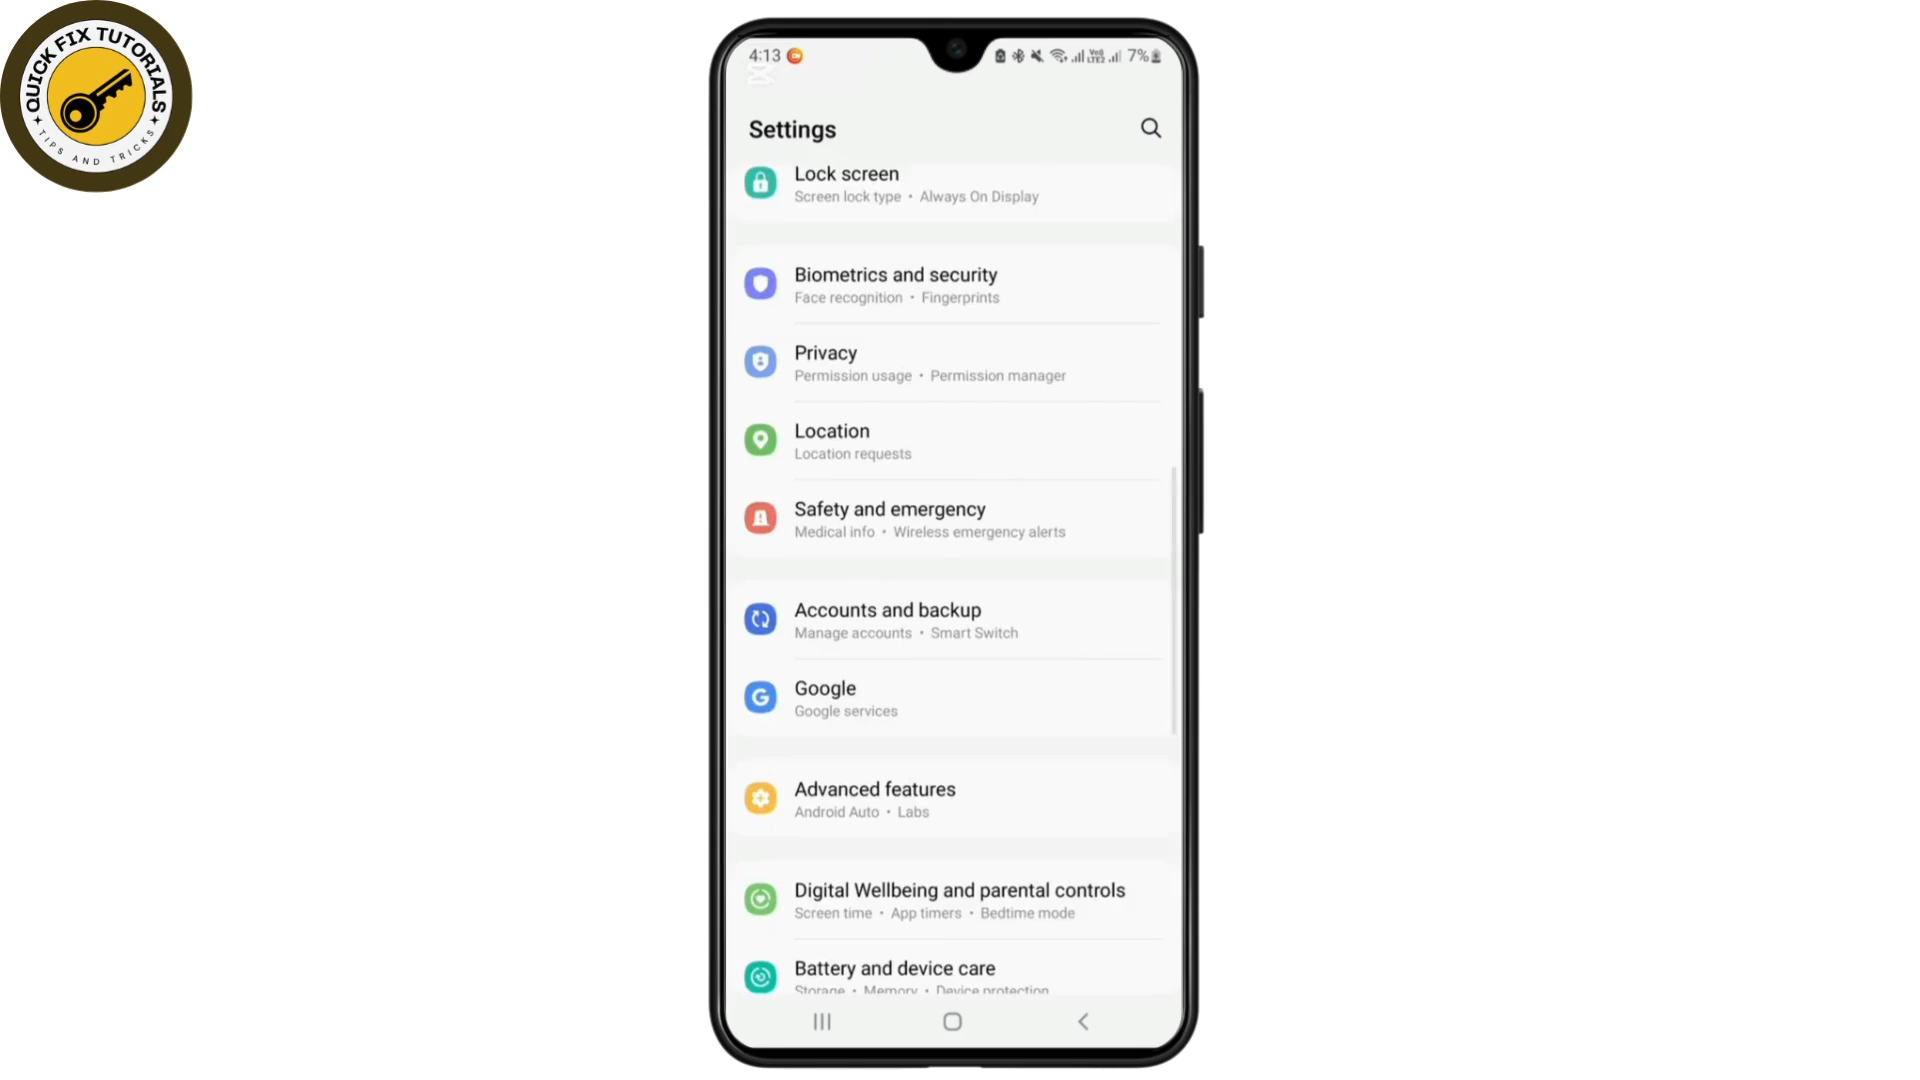 QUICK FIX TUTORIALS
TIPS AND TRICKS
4:13
Vo))
LTE2
7%
Settings
Lock screen
Screen lock type • Always On Display
Biometrics and security
Face recognition • Fingerprints
Privacy
Permission usage • Permission manager
Location
Location requests
Safety and emergency
Medical info • Wireless emergency alerts
Accounts and backup
Manage accounts • Smart Switch
Google
Google services
Advanced features
Android Auto • Labs
Digital Wellbeing and parental controls
Screen time • App timers • Bedtime mode
Battery and device care
Storage • Memory • Device protection